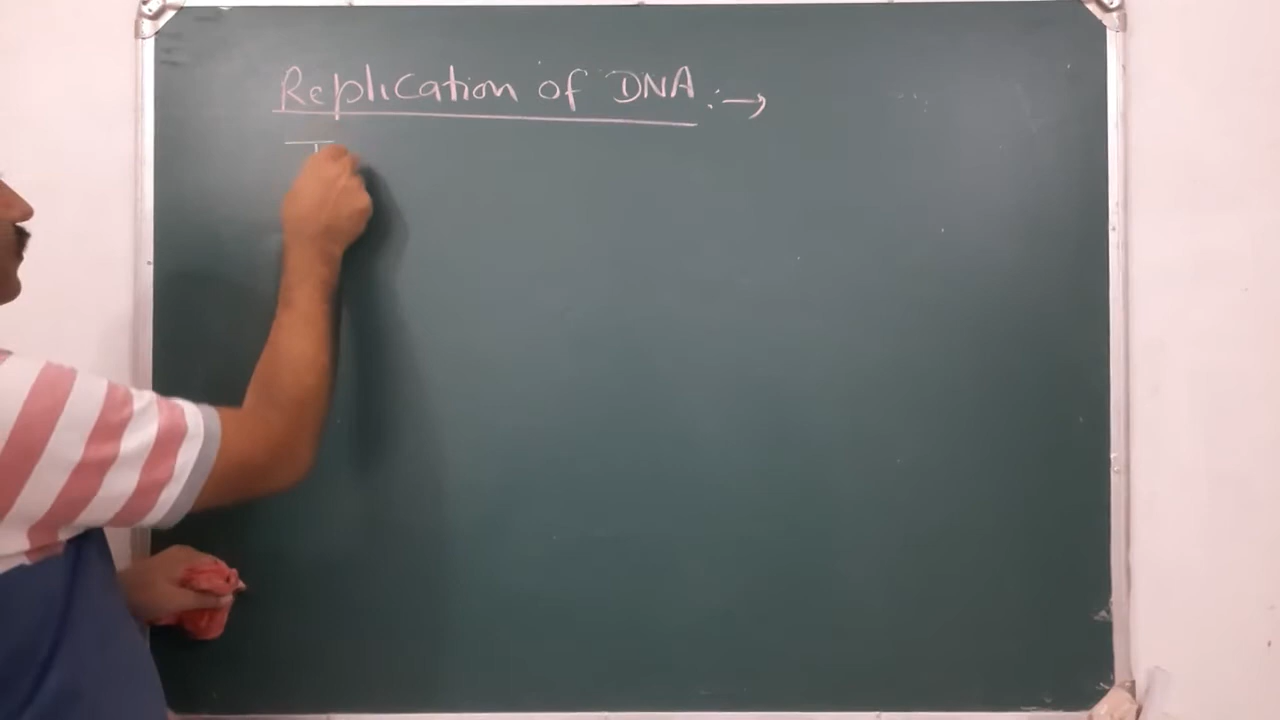 Replication of DNA :→
T